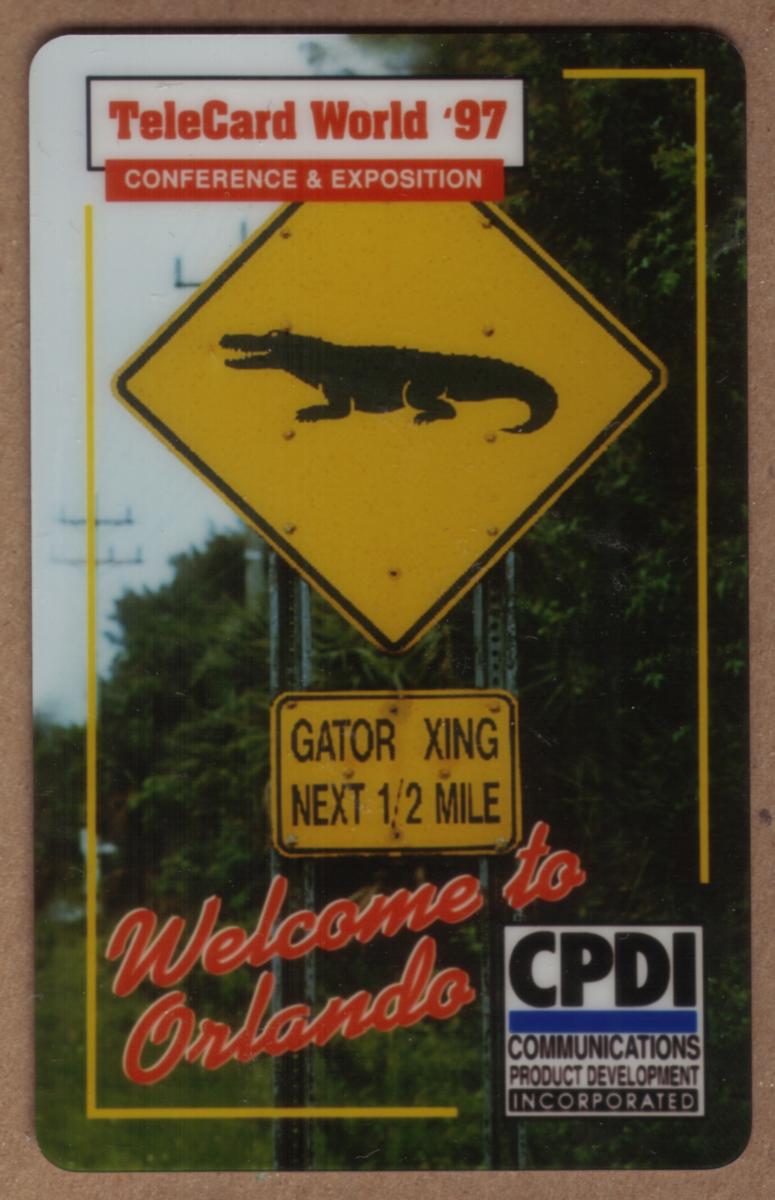 TeleCard World '97
CONFERENCE & EXPOSITION
GATOR XING
NEXT 1/2 MILE
Welcome to
Orlando
CPDI
COMMUNICATIONS
PRODUCT DEVELOPMENT
INCORPORATED